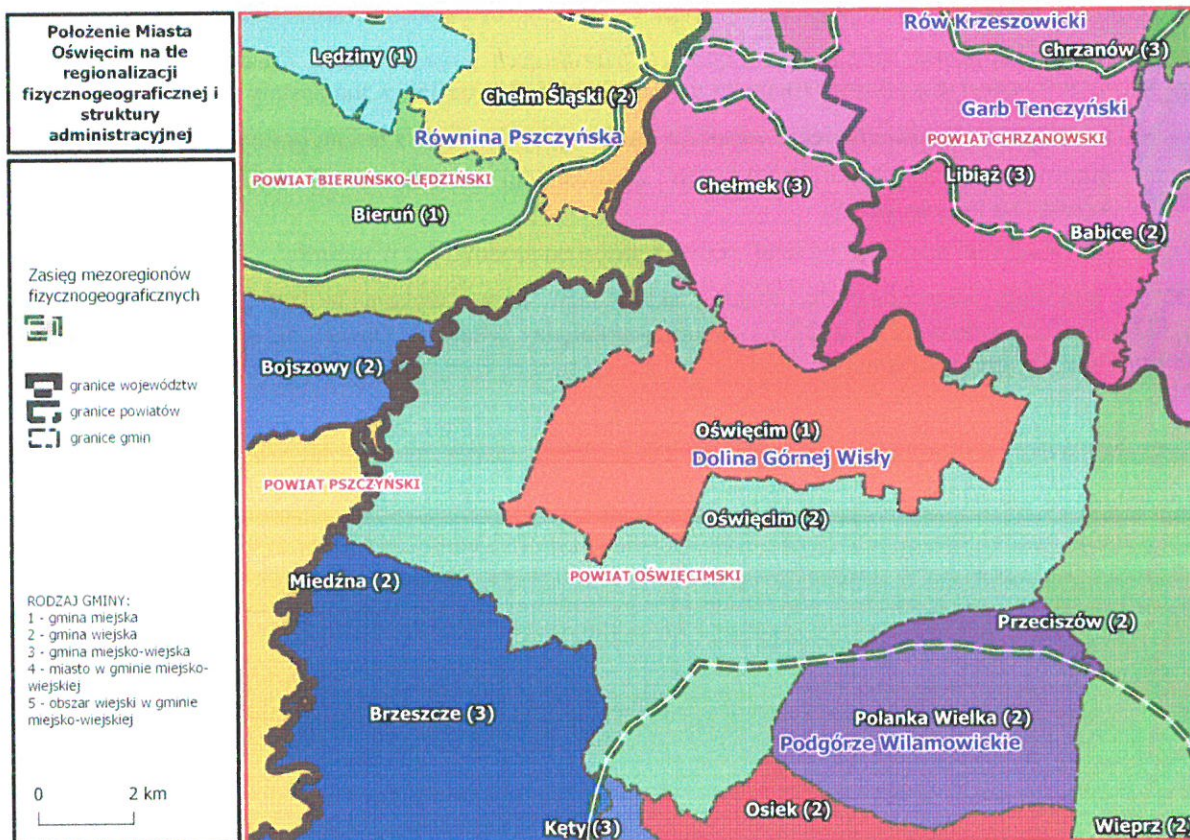 Położenie Miasta
Oświęcim na tle
regionalizacji
fizycznogeograficznej i
struktury
administracyjnej
Zasięg mezoregionów
fizycznogeograficznych
granice województw
granice powiatów
granice gmin
RODZAJ GMINY:
1 - gmina miejska
2 - gmina wiejska
3 - gmina miejsko-wiejska
4 - miasto w gminie miejsko-
wiejskiej
5 - obszar wiejski w gminie
miejsko-wiejskiej
0 2 km
Rów Krzeszowicki
Lędziny (1)
Chrzanów (3)
Chełm Śląski (2)
Garb Tenczyński
Równina Pszczyńska
POWIAT CHRZANOWSKI
POWIAT BIERUŃSKO-LĘDZIŃSKI
Chełmek (3)
Libiąż (3)
Bieruń (1)
Babice (2)
Bojszowy (2)
Oświęcim (1)
Dolina Górnej Wisły
POWIAT PSZCZYŃSKI
Oświęcim (2)
POWIAT OŚWIĘCIMSKI
Miedźna (2)
Przeciszów (2)
Brzeszcze (3)
Polanka Wielka (2)
Podgórze Wilamowickie
Osiek (2)
Kęty (3)
Wieprz (2)